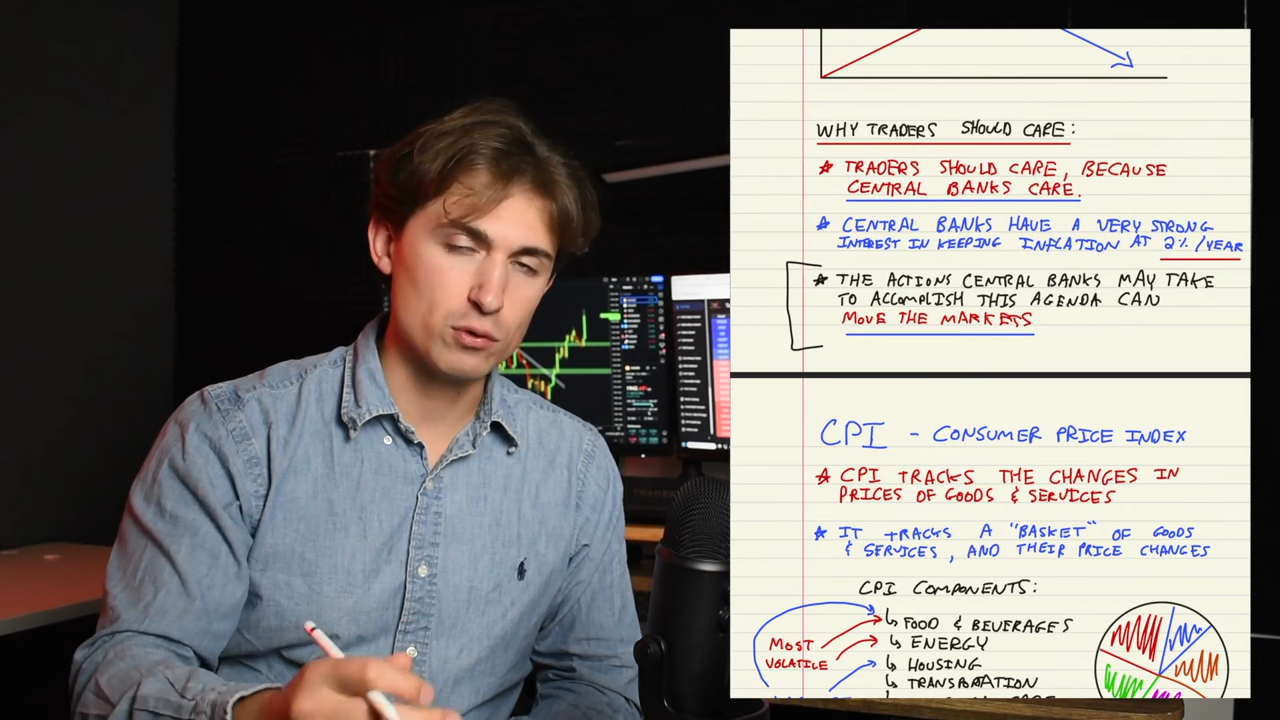 WHY TRADERS SHOULD CARE:
★ TRADERS SHOULD CARE, BECAUSE
CENTRAL BANKS CARE.
★ CENTRAL BANKS HAVE A VERY STRONG
INTEREST IN KEEPING INFLATION AT 2%/YEAR
★ THE ACTIONS CENTRAL BANKS MAY TAKE
TO ACCOMPLISH THIS AGENDA CAN
MOVE THE MARKETS
CPI - CONSUMER PRICE INDEX
★ CPI TRACKS THE CHANGES IN
PRICES OF GOODS & SERVICES
★ IT TRACKS A "BASKET" OF GOODS
& SERVICES, AND THEIR PRICE CHANGES
CPI COMPONENTS:
↳ FOOD & BEVERAGES
MOST
VOLATILE
↳ ENERGY
↳ HOUSING
↳ TRANSPORATION